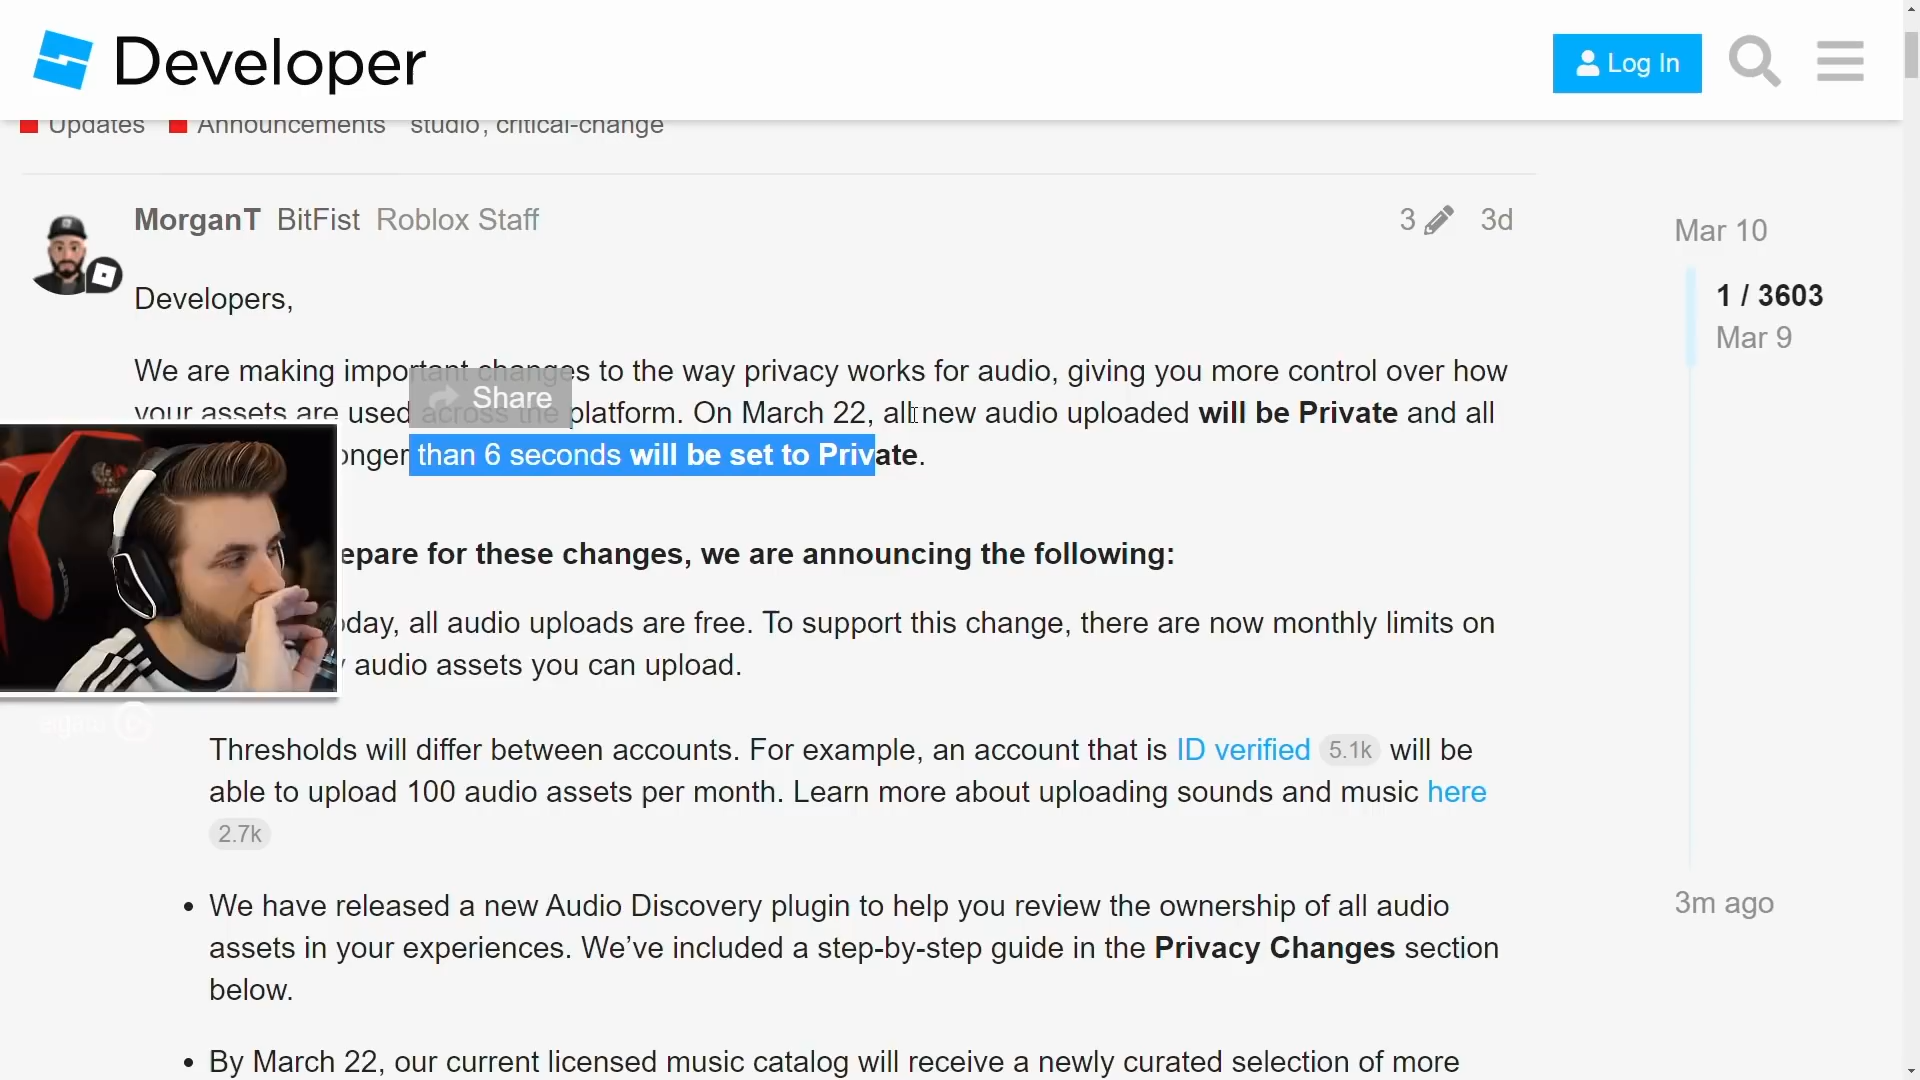 Developer
Log In
Updates Announcements studio, critical-change
MorganT BitFist Roblox Staff
3 3d
Mar 10
1 / 3603
Mar 9
Developers,
We are making important changes to the way privacy works for audio, giving you more control over how
Share
your assets are used across the platform. On March 22, all new audio uploaded will be Private and all
onger than 6 seconds will be set to Private.
epare for these changes, we are announcing the following:
oday, all audio uploads are free. To support this change, there are now monthly limits on
y audio assets you can upload.
elgato
Thresholds will differ between accounts. For example, an account that is ID verified 5.1k will be
able to upload 100 audio assets per month. Learn more about uploading sounds and music here
2.7k
• We have released a new Audio Discovery plugin to help you review the ownership of all audio
assets in your experiences. We’ve included a step-by-step guide in the Privacy Changes section
below.
3m ago
• By March 22, our current licensed music catalog will receive a newly curated selection of more